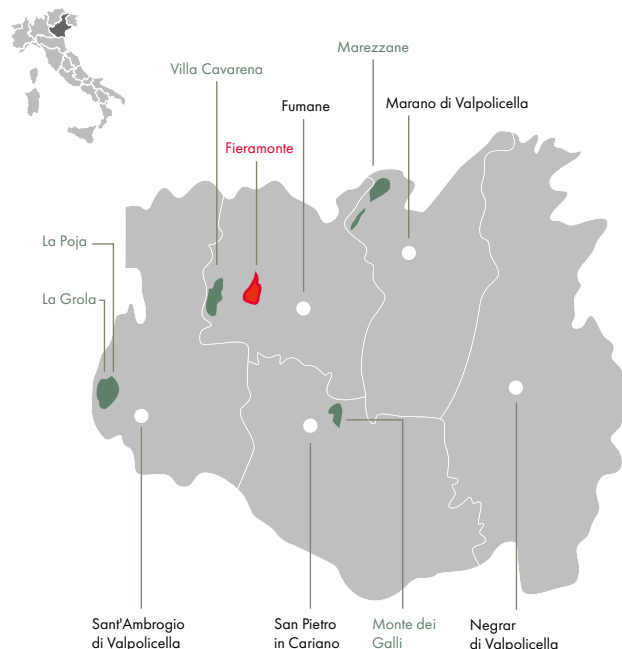 Marezzane
Villa Cavarena
Fumane
Marano di Valpolicella
Fieramonte
La Poja
La Grola
Sant'Ambrogio
di Valpolicella
San Pietro
in Cariano
Monte dei
Galli
Negrar
di Valpolicella